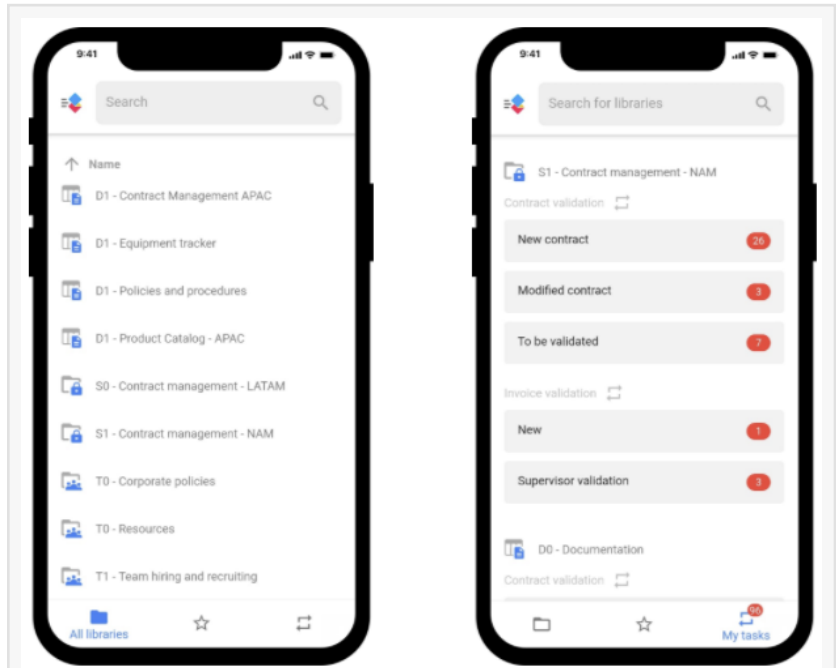 9:41
Search
Name
D1 - Contract Management APAC
D1 - Equipment tracker
D1 - Policies and procedures
D1 - Product Catalog - APAC
S0 - Contract management - LATAM
S1 - Contract management - NAM
T0 - Corporate policies
T0 - Resources
T1 - Team hiring and recruiting
All libraries
9:41
Search for libraries
S1 - Contract management - NAM
Contract validation
New contract 26
Modified contract 3
To be validated 7
Invoice validation
New 1
Supervisor validation 3
D0 - Documentation
Contract validation
96
My tasks